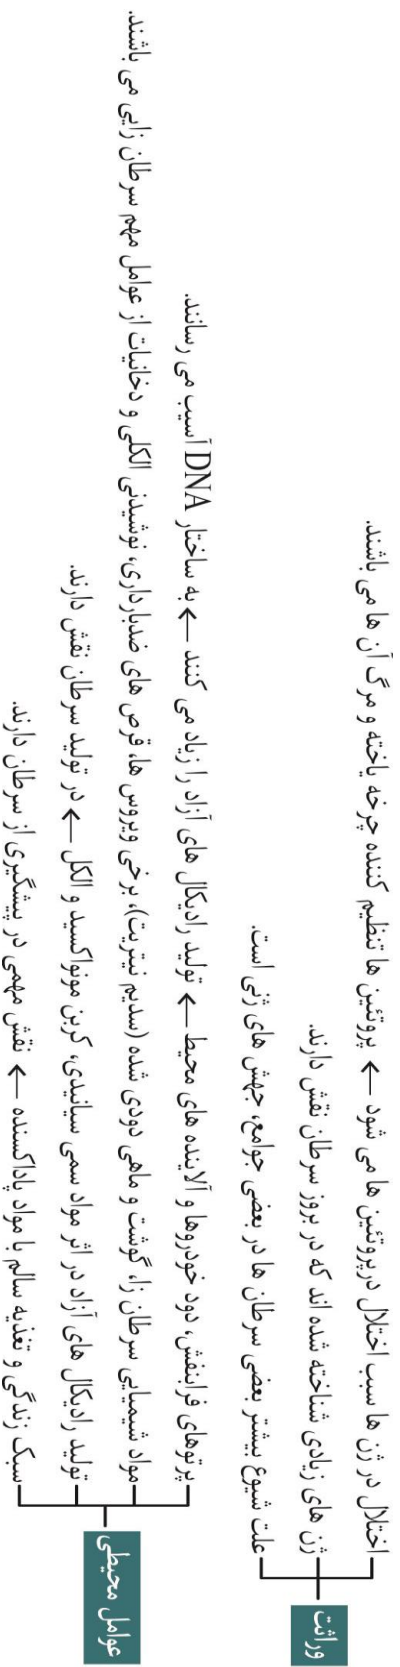 وراثت
اختلال در ژن ها سبب اختلال درپروتئین ها می شود ← پروتئین ها تنظیم کننده چرخه یاخته و مرگ آن ها می باشند.
ژن های زیادی شناخته شده اند که در بروز سرطان نقش دارند.
علت شیوع بیشتر بعضی سرطان ها در بعضی جوامع، جهش های ژنی است.
عوامل محیطی
پرتوهای فرابنفش، دود خودروها و آلاینده های محیط ← تولید رادیکال های آزاد را زیاد می کنند ← به ساختار DNA آسیب می رسانند.
مواد شیمیایی سرطان زا، گوشت و ماهی دودی شده (سدیم نیتریت)، برخی ویروس ها، قرص های ضدبارداری، نوشیدنی الکلی و دخانیات از عوامل مهم سرطان زایی می باشند.
تولید رادیکال های آزاد در اثر مواد سمی سیانیدی، کربن مونواکسید و الکل ← در تولید سرطان نقش دارند.
سبک زندگی و تغذیه سالم با مواد پاداکسنده ← نقش مهمی در پیشگیری از سرطان دارند.